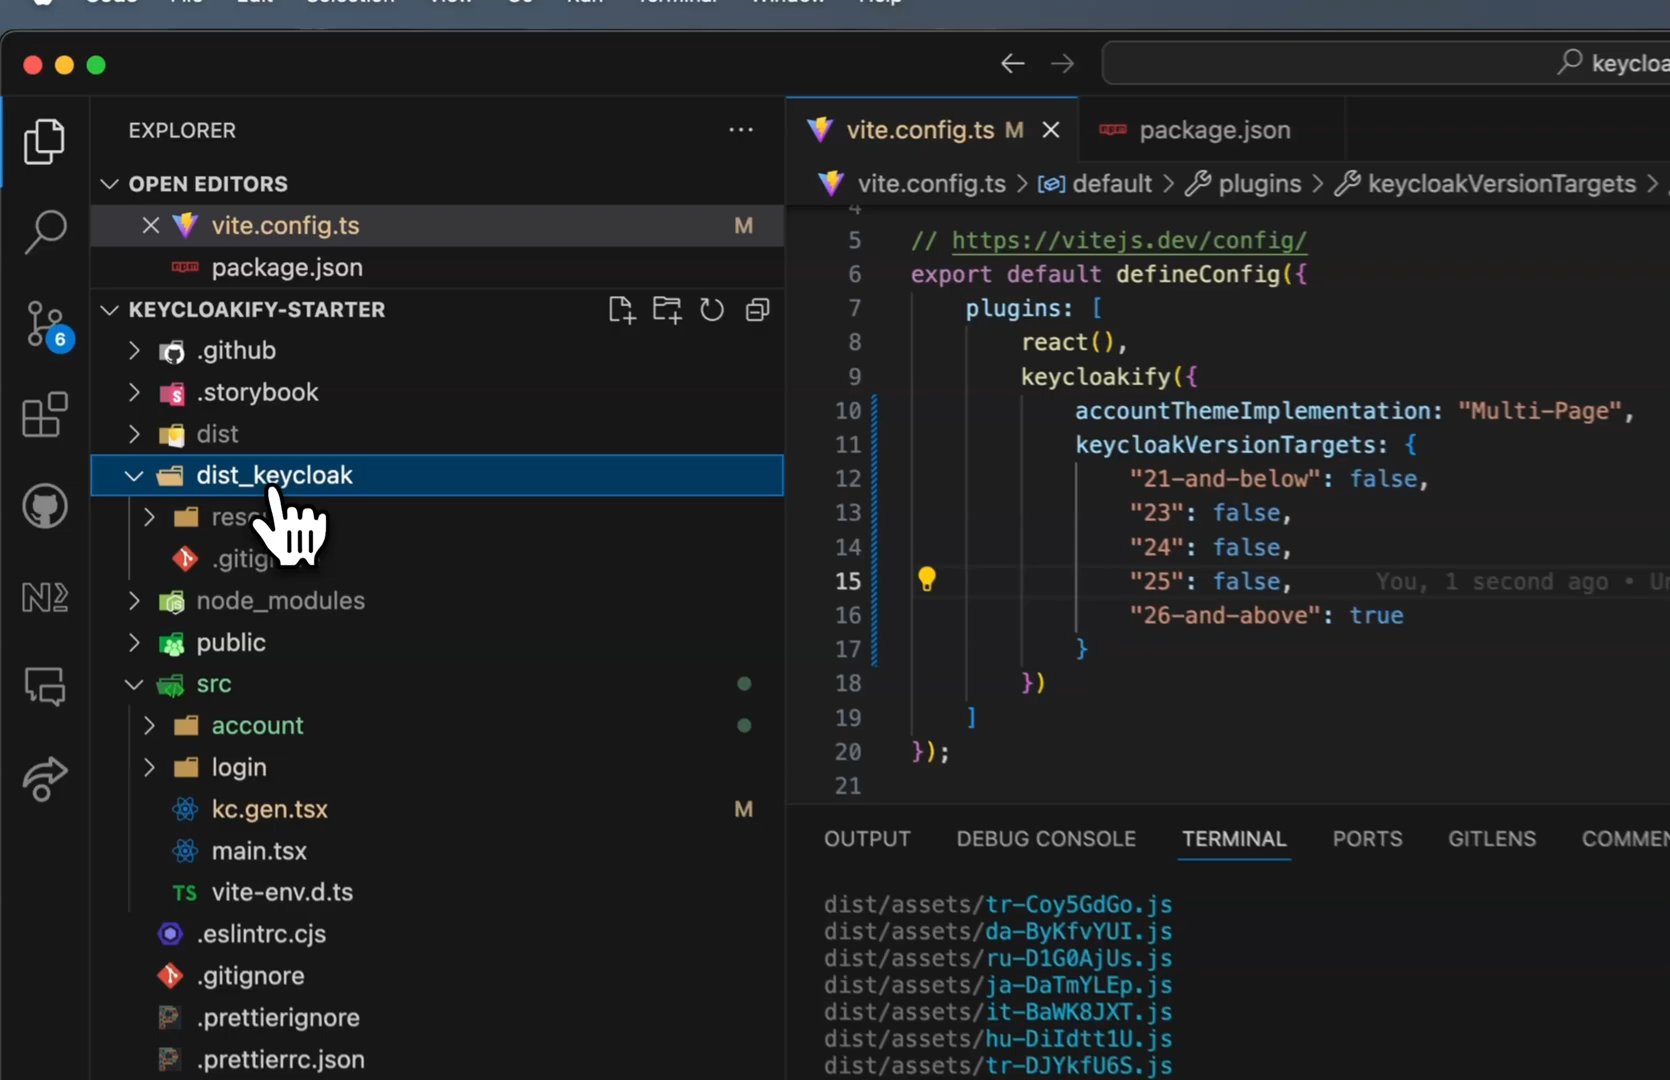 keycloa
EXPLORER
OPEN EDITORS
vite.config.ts M
package.json
KEYCLOAKIFY-STARTER
.github
.storybook
dist
dist_keycloak
node_modules
public
src
account
login
kc.gen.tsx M
main.tsx
TS vite-env.d.ts
.eslintrc.cjs
.gitignore
.prettierignore
.prettierrc.json
6
vite.config.ts M
package.json
vite.config.ts > default > plugins > keycloakVersionTargets >
4
5 // https://vitejs.dev/config/
6 export default defineConfig({
7 plugins: [
8 react(),
9 keycloakify({
10 accountThemeImplementation: "Multi-Page",
11 keycloakVersionTargets: {
12 "21-and-below": false,
13 "23": false,
14 "24": false,
15 "25": false, You, 1 second ago •
16 "26-and-above": true
17 }
18 })
19 ]
20 });
21
OUTPUT DEBUG CONSOLE TERMINAL PORTS GITLENS COMMEN
dist/assets/tr-Coy5GdGo.js
dist/assets/da-ByKfvYUI.js
dist/assets/ru-D1G0AjUs.js
dist/assets/ja-DaTmYLEp.js
dist/assets/it-BaWK8JXT.js
dist/assets/hu-DiIdtt1U.js
dist/assets/tr-DJYkfU6S.js